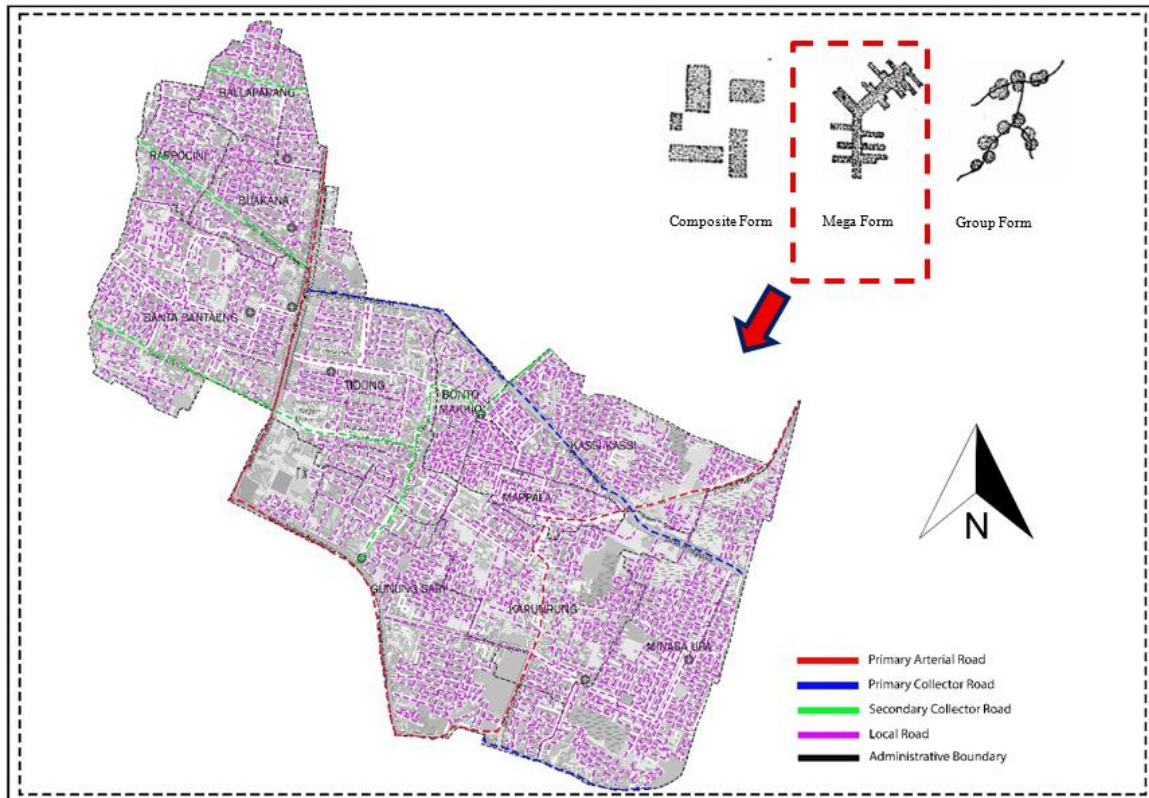 BALLAPARANG
RAPPOCINI
BUAKANA
BANTA BANTAENG
TIDUNG
BONTO
MAKKIO
KASSI KASSI
MAPPALA
GUNUNG SARI
KARUNRUNG
MINASA UPA
Composite Form
Mega Form
Group Form
N
Primary Arterial Road
Primary Collector Road
Secondary Collector Road
Local Road
Administrative Boundary